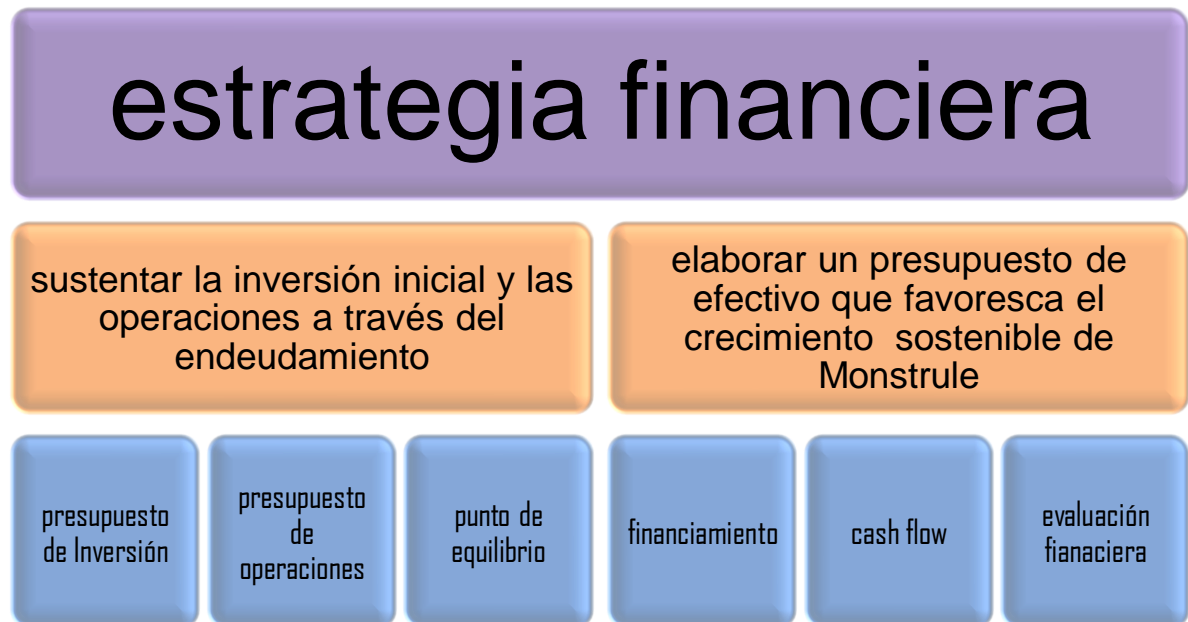 estrategia financiera
sustentar la inversión inicial y las
operaciones a través del
endeudamiento
elaborar un presupuesto de
efectivo que favoresca el
crecimiento sostenible de
Monstrule
presupuesto
de Inversión
presupuesto
de
operaciones
punto de
equilibrio
financiamiento
cash flow
evaluación
fianaciera